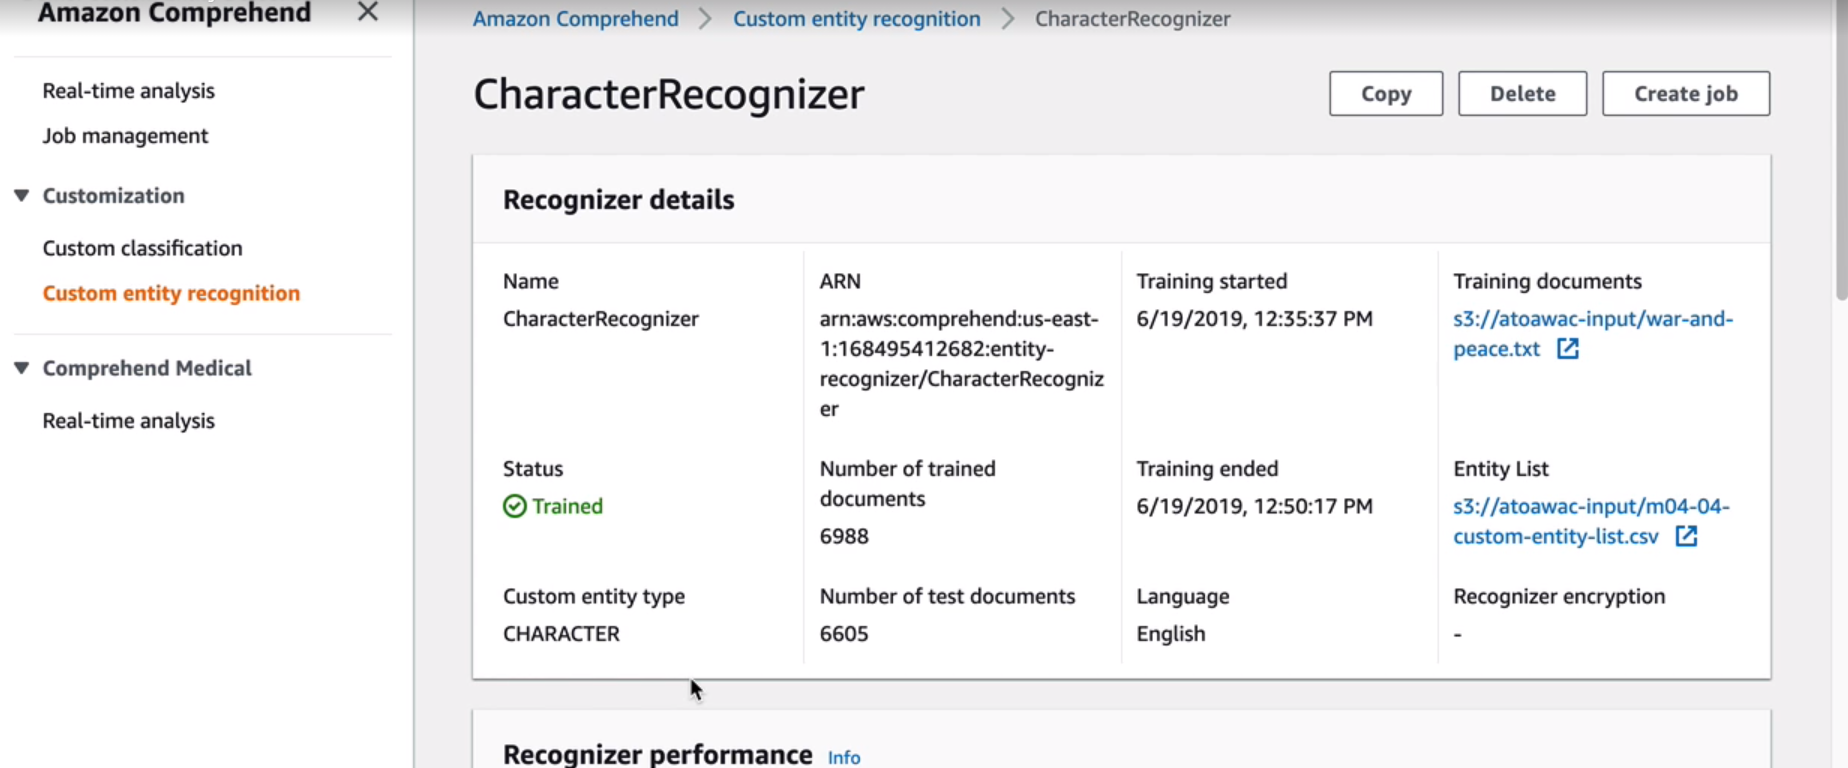 Amazon Comprehend
Real-time analysis
Job management
Customization
Custom classification
Custom entity recognition
Comprehend Medical
Real-time analysis
Amazon Comprehend > Custom entity recognition > CharacterRecognizer
CharacterRecognizer
Copy
Delete
Create job
Recognizer details
Name
CharacterRecognizer
ARN
arn:aws:comprehend:us-east-
1:168495412682:entity-
recognizer/CharacterRecogniz
er
Training started
6/19/2019, 12:35:37 PM
Training documents
s3://atoawac-input/war-and-
peace.txt
Status
Trained
Number of trained
documents
6988
Training ended
6/19/2019, 12:50:17 PM
Entity List
s3://atoawac-input/m04-04-
custom-entity-list.csv
Custom entity type
CHARACTER
Number of test documents
6605
Language
English
Recognizer encryption
-
Recognizer performance Info